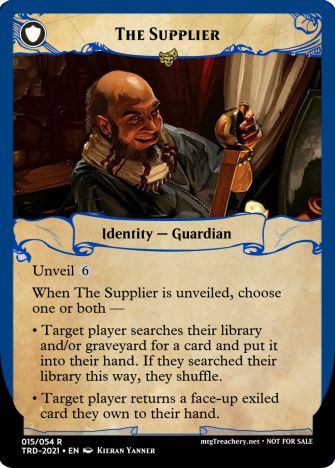 The Supplier
Identity — Guardian
Unveil 6
When The Supplier is unveiled, choose
one or both —
• Target player searches their library
and/or graveyard for a card and put it
into their hand. If they searched their
library this way, they shuffle.
• Target player returns a face-up exiled
card they own to their hand.
015/054 R
TRD-2021 • EN Kieran Yanner
mtgTreachery.net • NOT FOR SALE